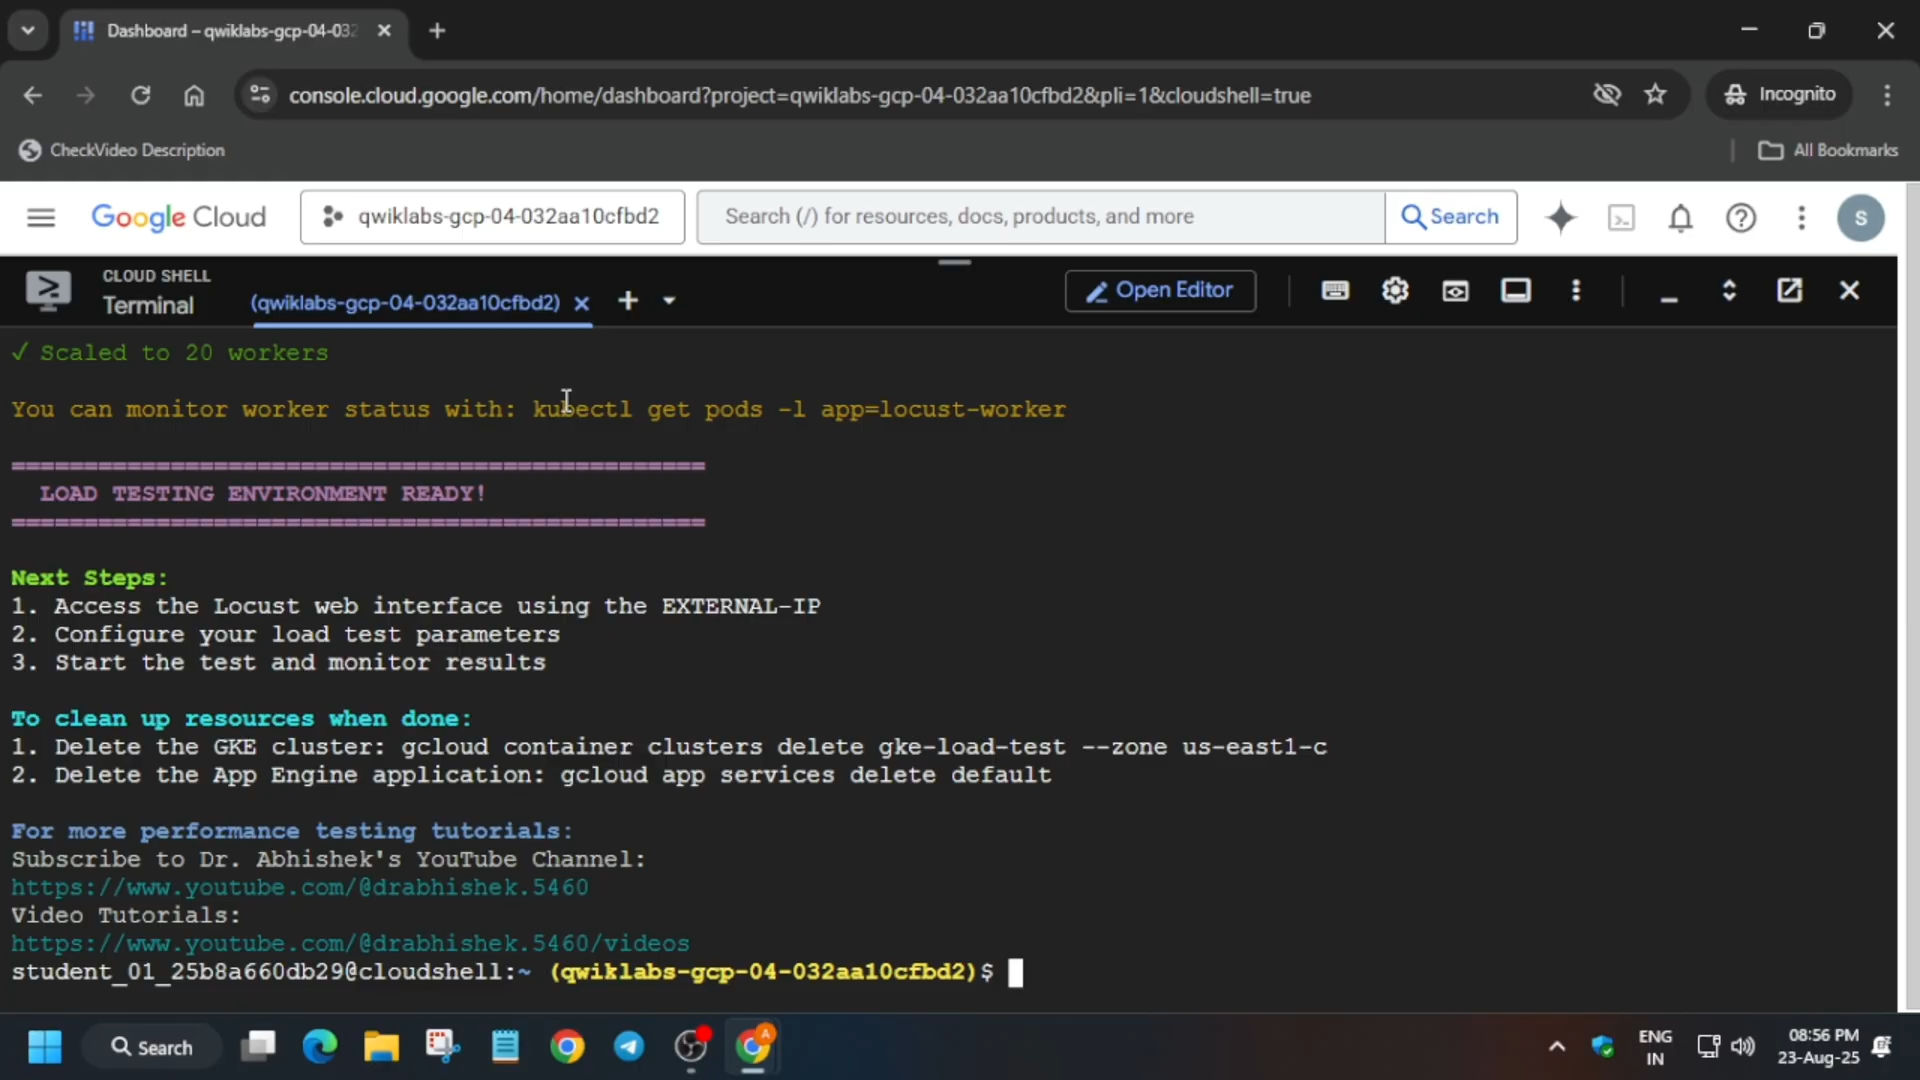 Dashboard – qwiklabs-gcp-04-032
console.cloud.google.com/home/dashboard?project=qwiklabs-gcp-04-032aa10cfbd2&pli=1&cloudshell=true
Incognito
CheckVideo Description
All Bookmarks
Google Cloud
qwiklabs-gcp-04-032aa10cfbd2
Search (/) for resources, docs, products, and more
Search
S
CLOUD SHELL
Terminal
(qwiklabs-gcp-04-032aa10cfbd2)
Open Editor
✓ Scaled to 20 workers
You can monitor worker status with: kubectl get pods -l app=locust-worker
================================================
LOAD TESTING ENVIRONMENT READY!
================================================
Next Steps:
1. Access the Locust web interface using the EXTERNAL-IP
2. Configure your load test parameters
3. Start the test and monitor results
To clean up resources when done:
1. Delete the GKE cluster: gcloud container clusters delete gke-load-test --zone us-east1-c
2. Delete the App Engine application: gcloud app services delete default
For more performance testing tutorials:
Subscribe to Dr. Abhishek's YouTube Channel:
https://www.youtube.com/@drabhishek.5460
Video Tutorials:
https://www.youtube.com/@drabhishek.5460/videos
student_01_25b8a660db29@cloudshell:~ (qwiklabs-gcp-04-032aa10cfbd2)$
Search
A
ENG
IN
08:56 PM
23-Aug-25